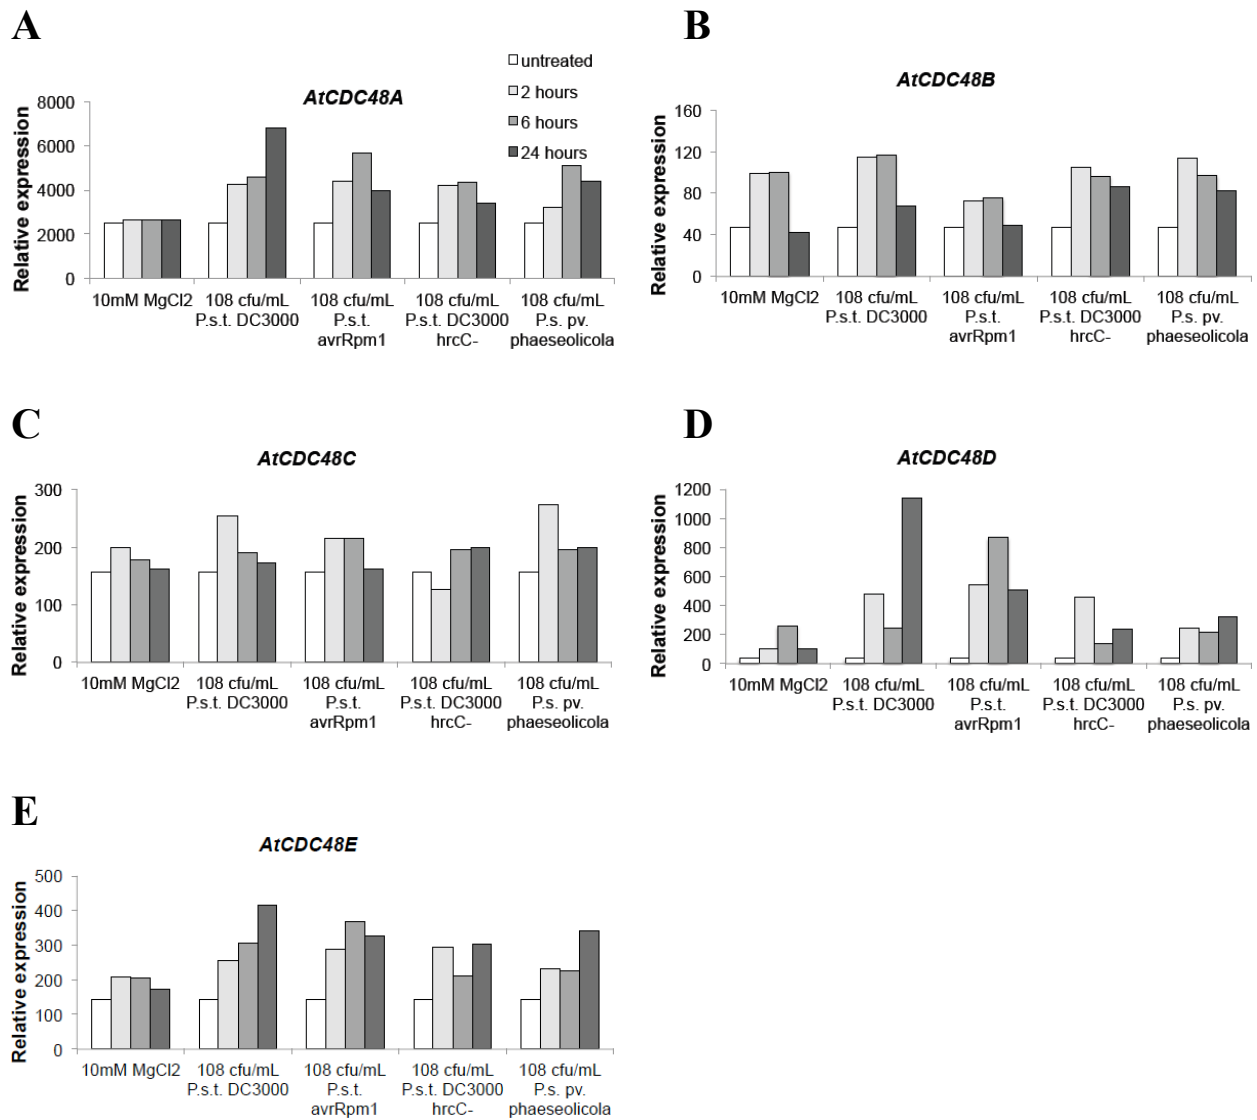 A
AtCDC48A
untreated
2 hours
6 hours
24 hours
Relative expression
8000
6000
4000
2000
0
10mM MgCl2
108 cfu/mL
P.s.t. DC3000
108 cfu/mL
P.s.t.
avrRpm1
108 cfu/mL
P.s.t. DC3000
hrcC-
108 cfu/mL
P.s. pv.
phaeseolicola
B
AtCDC48B
Relative expression
160
120
80
40
0
10mM MgCl2
108 cfu/mL
P.s.t. DC3000
108 cfu/mL
P.s.t.
avrRpm1
108 cfu/mL
P.s.t. DC3000
hrcC-
108 cfu/mL
P.s. pv.
phaeseolicola
C
AtCDC48C
Relative expression
300
200
100
0
10mM MgCl2
108 cfu/mL
P.s.t. DC3000
108 cfu/mL
P.s.t.
avrRpm1
108 cfu/mL
P.s.t. DC3000
hrcC-
108 cfu/mL
P.s. pv.
phaeseolicola
D
AtCDC48D
Relative expression
1200
1000
800
600
400
200
0
10mM MgCl2
108 cfu/mL
P.s.t. DC3000
108 cfu/mL
P.s.t.
avrRpm1
108 cfu/mL
P.s.t. DC3000
hrcC-
108 cfu/mL
P.s. pv.
phaeseolicola
E
AtCDC48E
Relative expression
500
400
300
200
100
0
10mM MgCl2
108 cfu/mL
P.s.t. DC3000
108 cfu/mL
P.s.t.
avrRpm1
108 cfu/mL
P.s.t. DC3000
hrcC-
108 cfu/mL
P.s. pv.
phaeseolicola